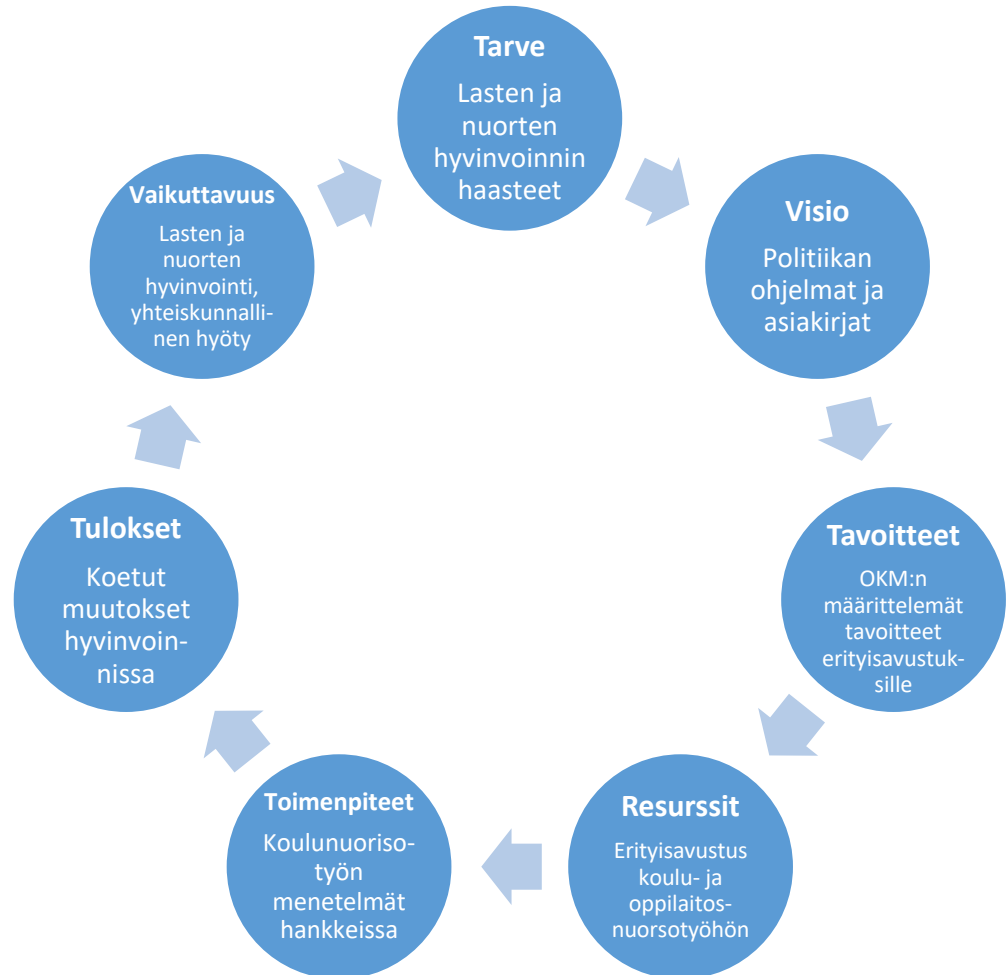 Tarve
Lasten ja
nuorten
hyvinvoinnin
haasteet
Visio
Politiikan
ohjelmat ja
asiakirjat
Tavoitteet
OKM:n
määrittelemät
tavoitteet
erityisavustuk-
sille
Resurssit
Erityisavustus
koulu- ja
oppilaitos-
nuorsotyöhön
Toimenpiteet
Koulunuoriso-
työn
menetelmät
hankkeissa
Tulokset
Koetut
muutokset
hyvinvoin-
nissa
Vaikuttavuus
Lasten ja
nuorten
hyvinvointi,
yhteiskunnalli-
nen hyöty